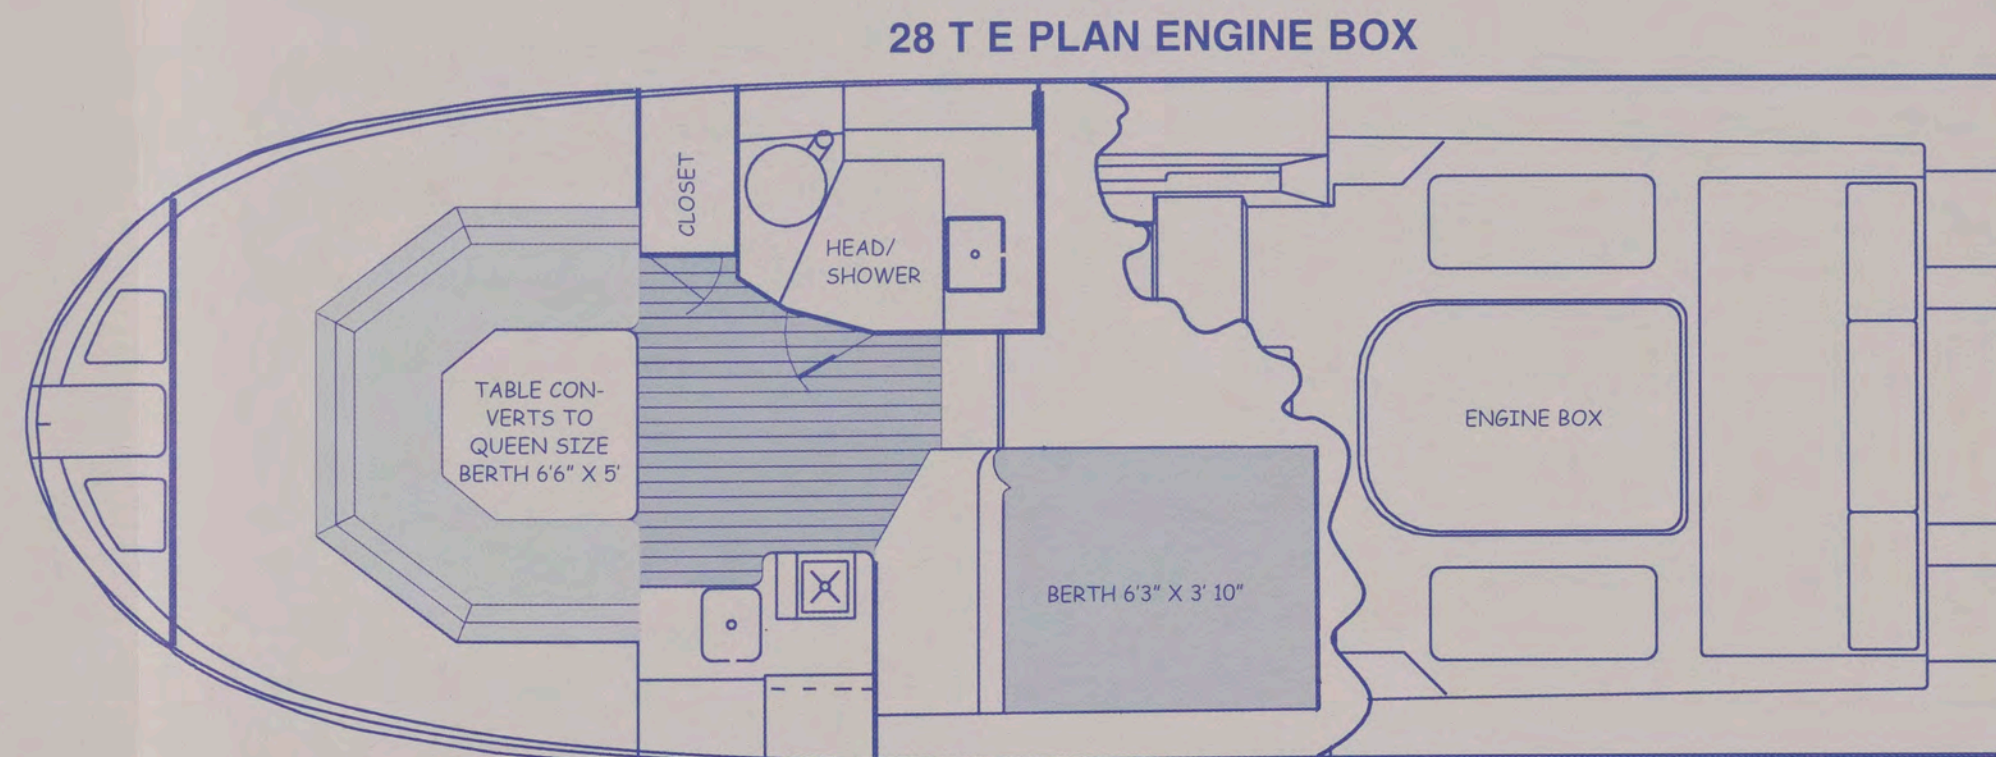 28 T E PLAN ENGINE BOX
CLOSET
HEAD/
SHOWER
TABLE CON-
VERTS TO
QUEEN SIZE
BERTH 6'6" X 5'
ENGINE BOX
BERTH 6'3" X 3' 10"